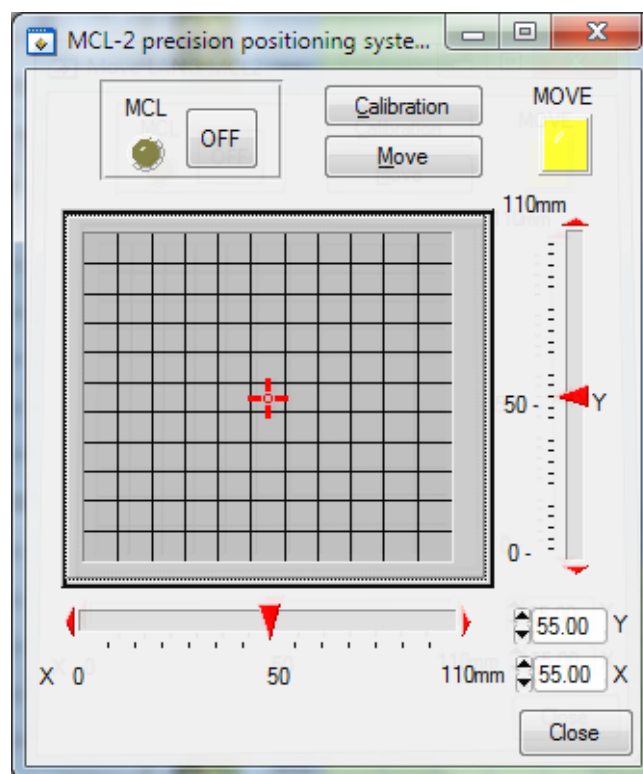 MCL-2 precision positioning syste...
MCL
OFF
Calibration
Move
MOVE
110mm
50 -
Y
0 -
X 0 50 110mm
55.00 Y
55.00 X
Close